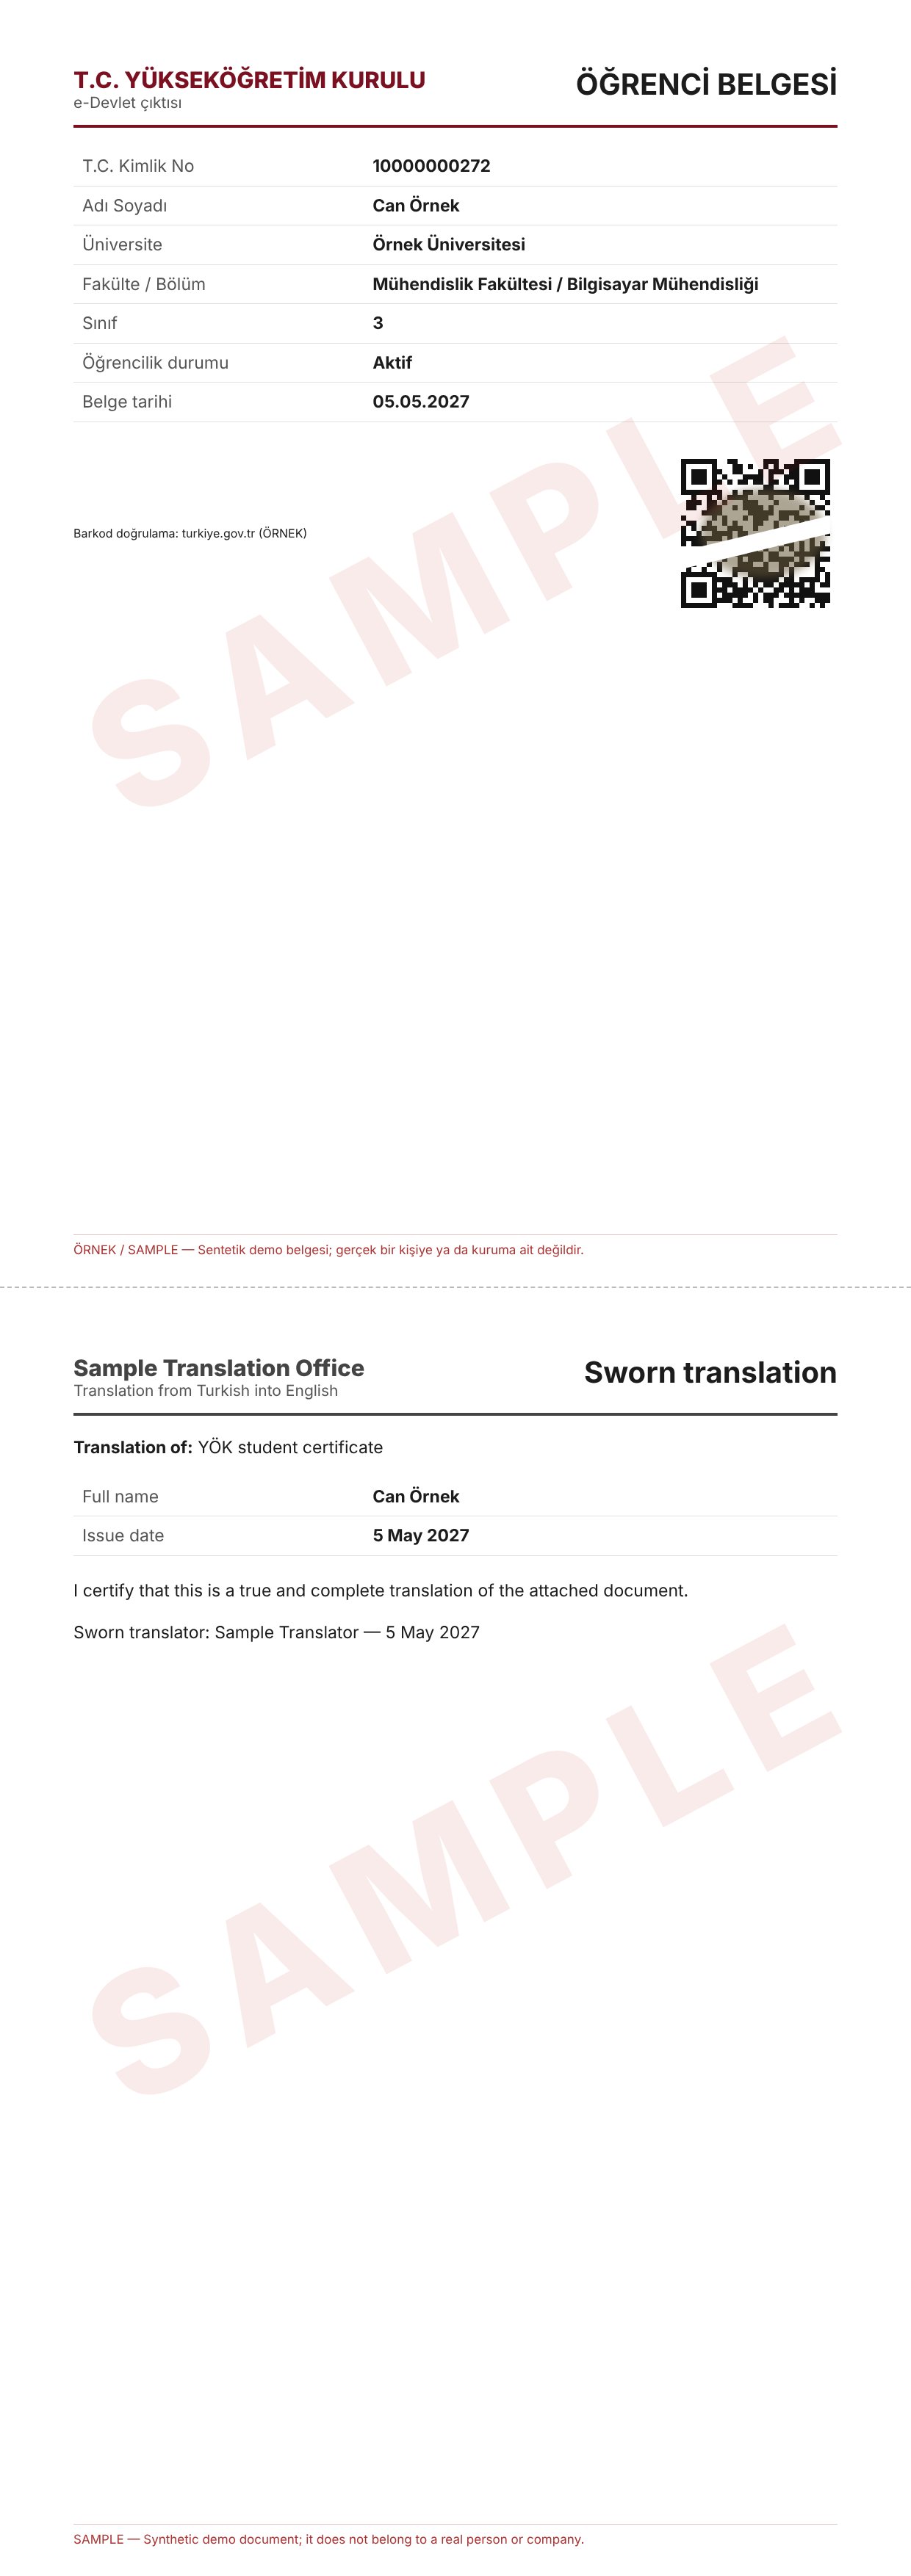 T.C. YÜKSEKÖĞRETİM KURULU
e-Devlet çıktısı
ÖĞRENCİ BELGESİ
T.C. Kimlik No 10000000272
Adı Soyadı Can Örnek
Üniversite Örnek Üniversitesi
Fakülte / Bölüm Mühendislik Fakültesi / Bilgisayar Mühendisliği
Sınıf 3
Öğrencilik durumu Aktif
Belge tarihi 05.05.2027
Barkod doğrulama: turkiye.gov.tr (ÖRNEK)
SAMPLE
ÖRNEK / SAMPLE — Sentetik demo belgesi; gerçek bir kişiye ya da kuruma ait değildir.
Sample Translation Office
Translation from Turkish into English
Sworn translation
Translation of: YÖK student certificate
Full name Can Örnek
Issue date 5 May 2027
I certify that this is a true and complete translation of the attached document.
Sworn translator: Sample Translator — 5 May 2027
SAMPLE
SAMPLE — Synthetic demo document; it does not belong to a real person or company.